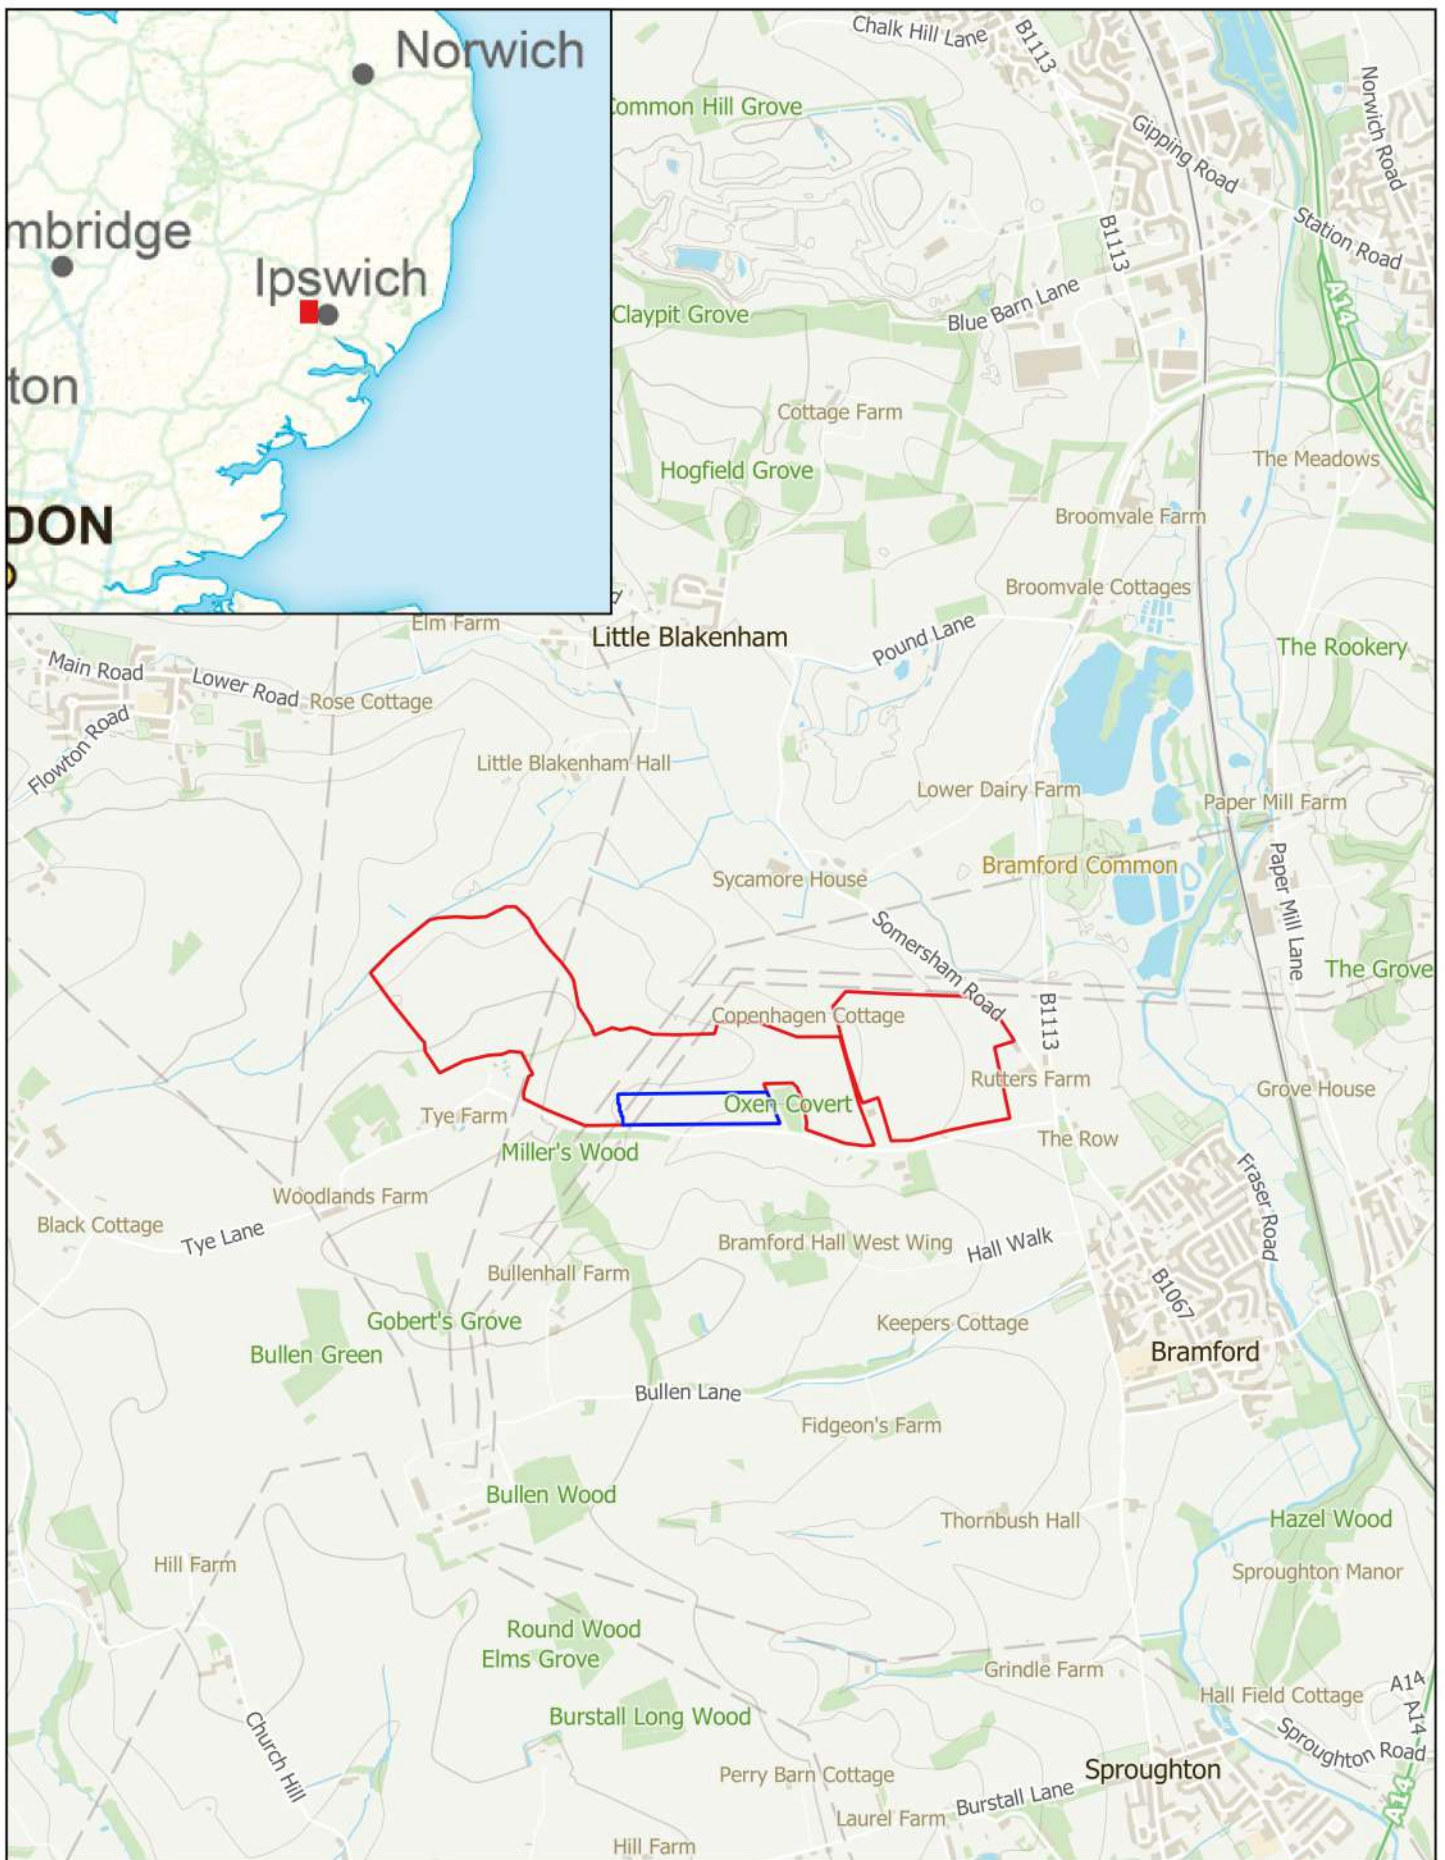 Norwich
mbridge
Ipswich
ton
DON
Chalk Hill Lane
B1113
Common Hill Grove
Gipping Road
Norwich Road
Station Road
B1113
A14
Claypit Grove
Blue Barn Lane
Cottage Farm
Hogfield Grove
The Meadows
Broomvale Farm
Broomvale Cottages
Elm Farm
Little Blakenham
Pound Lane
The Rookery
Main Road
Lower Road
Rose Cottage
Flowton Road
Little Blakenham Hall
Lower Dairy Farm
Paper Mill Farm
Bramford Common
Sycamore House
Paper Mill Lane
Somersham Road
The Grove
Copenhagen Cottage
B1113
Rutters Farm
Grove House
Oxen Covert
Tye Farm
The Row
Miller's Wood
Woodlands Farm
Fraser Road
Black Cottage
Tye Lane
Bramford Hall West Wing
Hall Walk
Bullenhall Farm
B1067
Gobert's Grove
Keepers Cottage
Bullen Green
Bramford
Bullen Lane
Fidgeon's Farm
Bullen Wood
Thornbush Hall
Hazel Wood
Hill Farm
Sproughton Manor
Round Wood
Elms Grove
Grindle Farm
A14
Hall Field Cottage
A14
Burstall Long Wood
Church Hill
Sproughton Road
Sproughton
Perry Barn Cottage
Burstall Lane
A14
Laurel Farm
Hill Farm